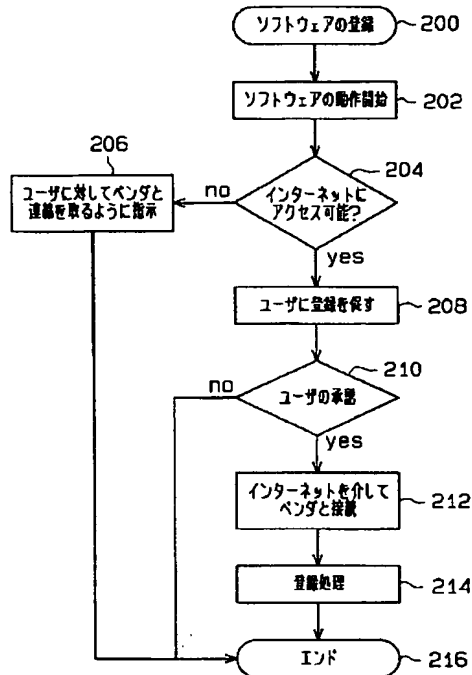 ソフトウェアの登録
200
ソフトウェアの動作開始
202
206
ユーザに対してベンダと
連絡を取るように指示
no
204
インターネットに
アクセス可能?
yes
ユーザに登録を促す
208
210
no
ユーザの承認
yes
インターネットを介して
ベンダと接続
212
登録処理
214
エンド
216